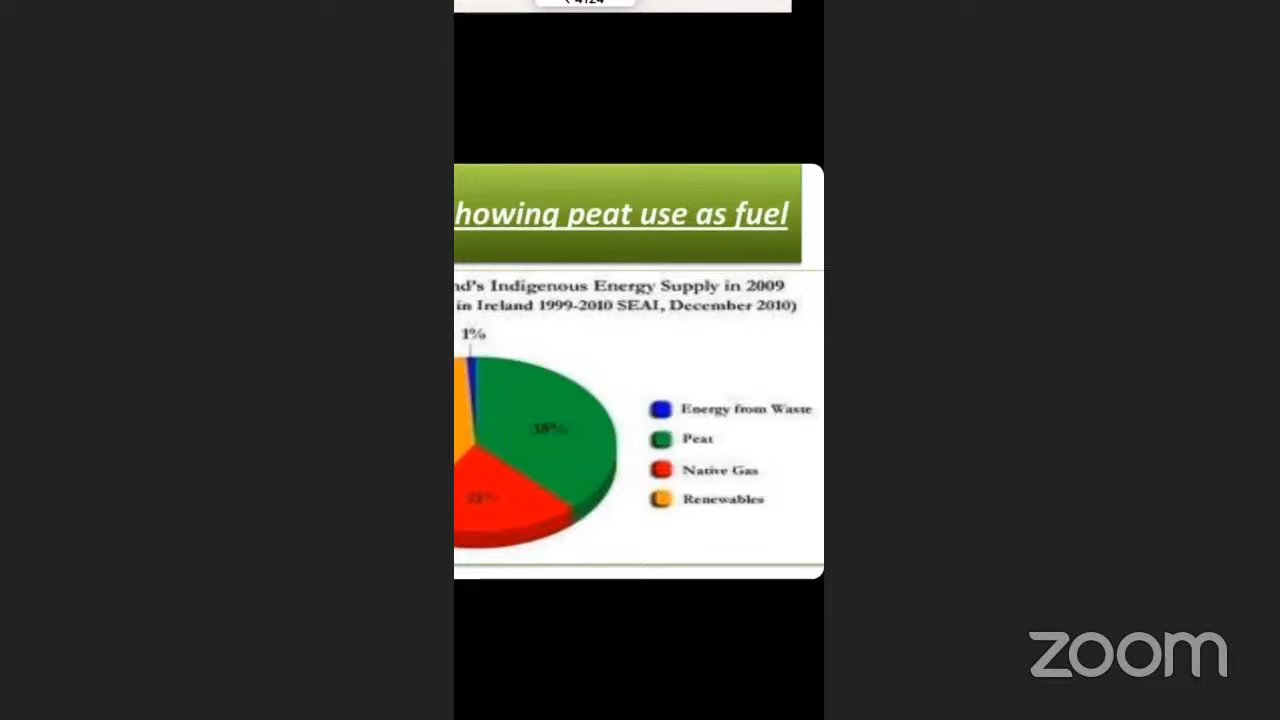 howing peat use as fuel
nd's Indigenous Energy Supply in 2009
in Ireland 1999-2010 SEAI, December 2010)
1%
38%
Energy from Waste
Peat
Native Gas
Renewables
zoom